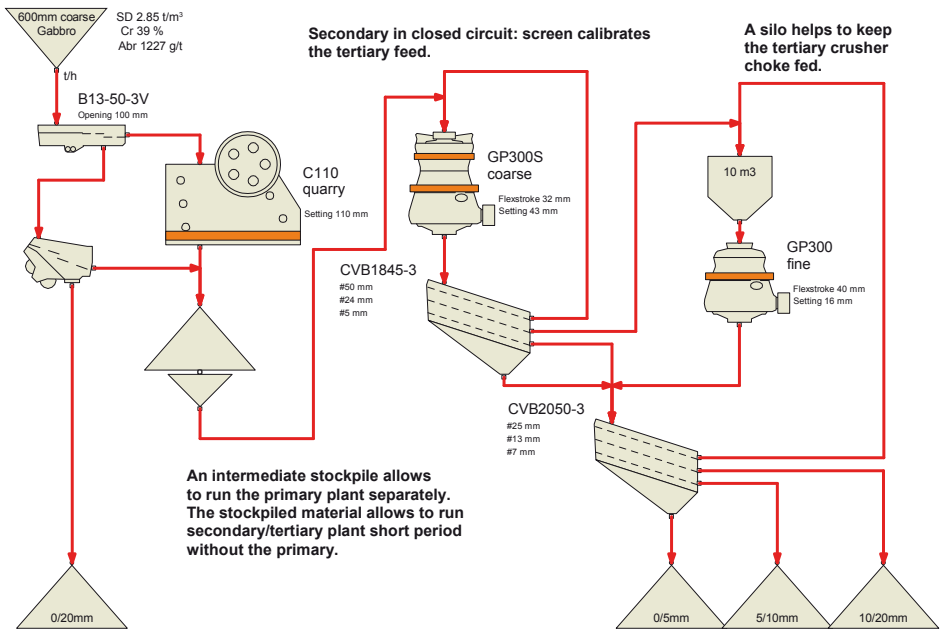 600mm coarse
Gabbro
SD 2.85 t/m³
Cr 39 %
Abr 1227 g/t
t/h
B13-50-3V
Opening 100 mm
C110
quarry
Setting 110 mm
Secondary in closed circuit: screen calibrates
the tertiary feed.
GP300S
coarse
Flexstroke 32 mm
Setting 43 mm
CVB1845-3
#50 mm
#24 mm
#5 mm
A silo helps to keep
the tertiary crusher
choke fed.
10 m3
GP300
fine
Flexstroke 40 mm
Setting 16 mm
CVB2050-3
#25 mm
#13 mm
#7 mm
An intermediate stockpile allows
to run the primary plant separately.
The stockpiled material allows to run
secondary/tertiary plant short period
without the primary.
0/20mm
0/5mm
5/10mm
10/20mm